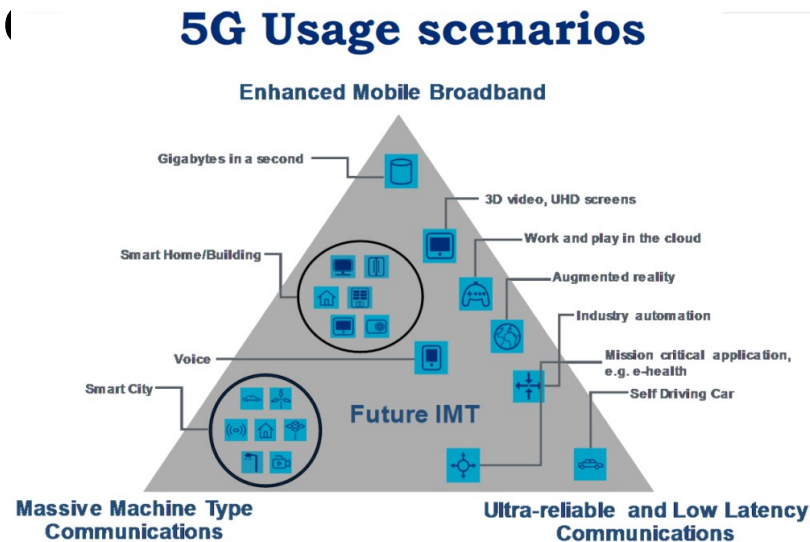 5G Usage scenarios
Enhanced Mobile Broadband
Gigabytes in a second
3D video, UHD screens
Work and play in the cloud
Smart Home/Building
Augmented reality
Industry automation
Voice
Mission critical application,
e.g. e-health
Smart City
Self Driving Car
Future IMT
Massive Machine Type
Communications
Ultra-reliable and Low Latency
Communications